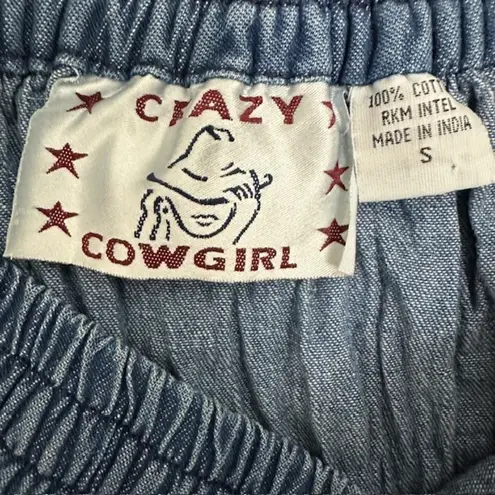 CRAZY
COWGIRL
100% COTT
RKM INTEL
MADE IN INDIA
S